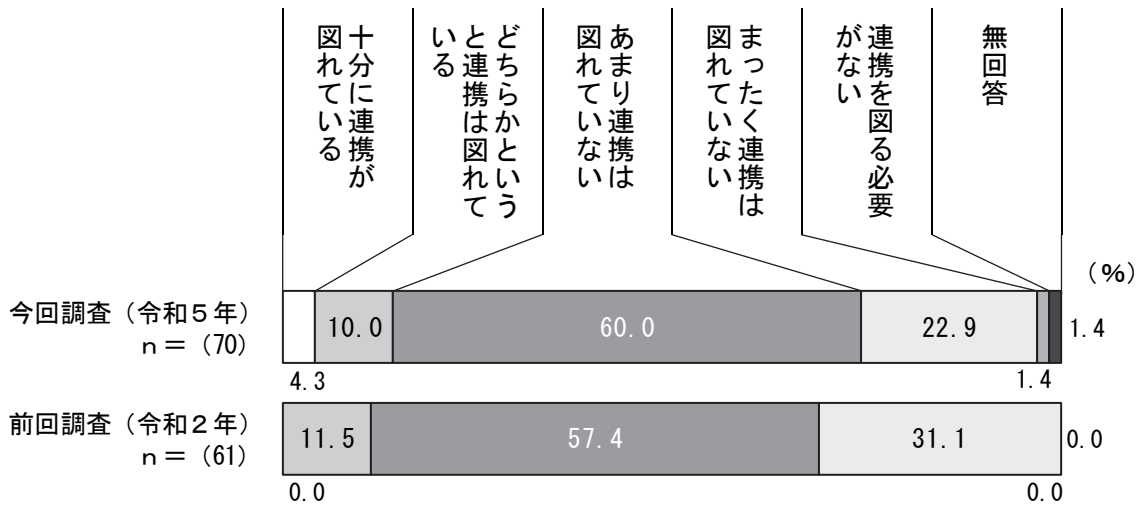 十分に連携が
図れている
どちらかという
と連携は図れて
いる
あまり連携は
図れていない
まったく連携は
図れていない
連携を図る必要
がない
無回答
(%)
今回調査(令和5年)
n=(70)
10.0
60.0
22.9
1.4
4.3
1.4
前回調査(令和2年)
n=(61)
11.5
57.4
31.1
0.0
0.0
0.0